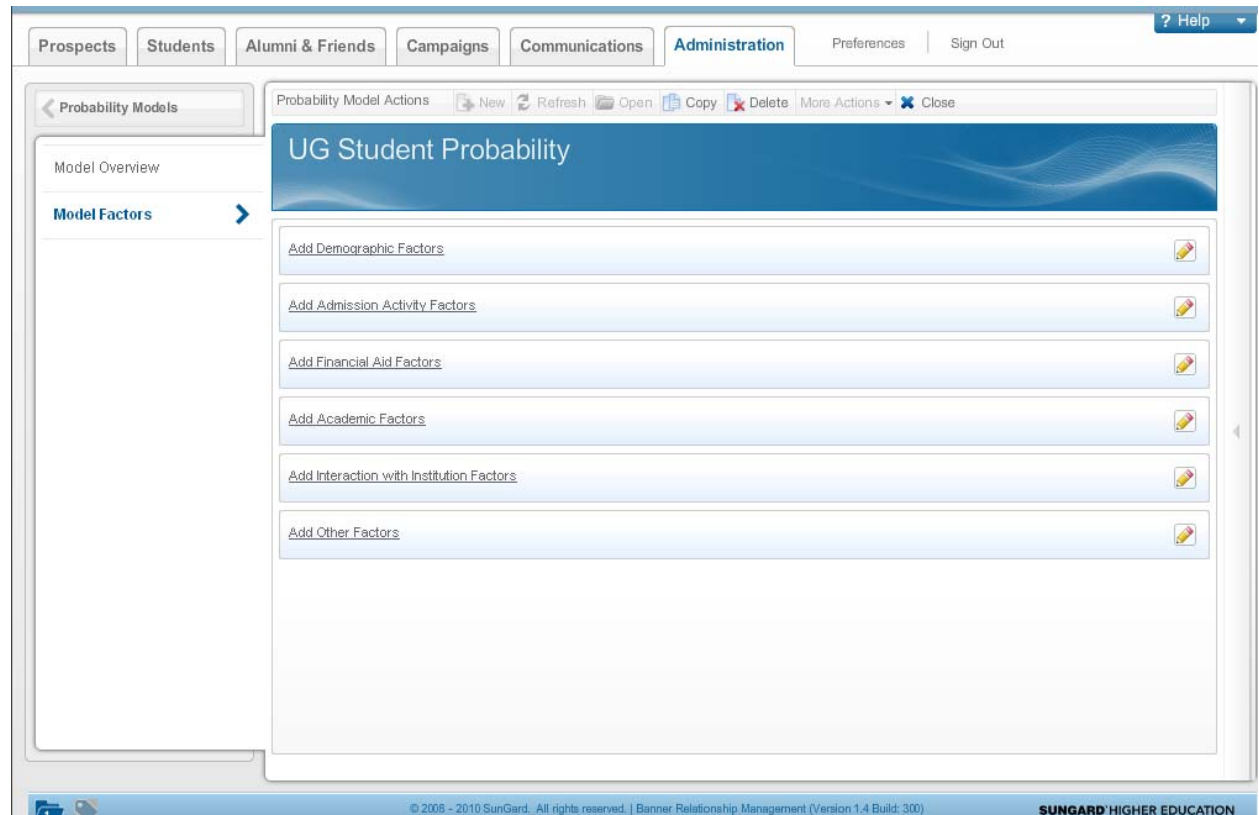 ? Help
Prospects Students Alumni & Friends Campaigns Communications Administration Preferences Sign Out
Probability Models
Probability Model Actions New Refresh Open Copy Delete More Actions Close
UG Student Probability
Model Overview
Model Factors
Add Demographic Factors
Add Admission Activity Factors
Add Financial Aid Factors
Add Academic Factors
Add Interaction with Institution Factors
Add Other Factors
© 2008 - 2010 SunGard. All rights reserved. | Banner Relationship Management (Version 1.4 Build: 300)
SUNGARD' HIGHER EDUCATION